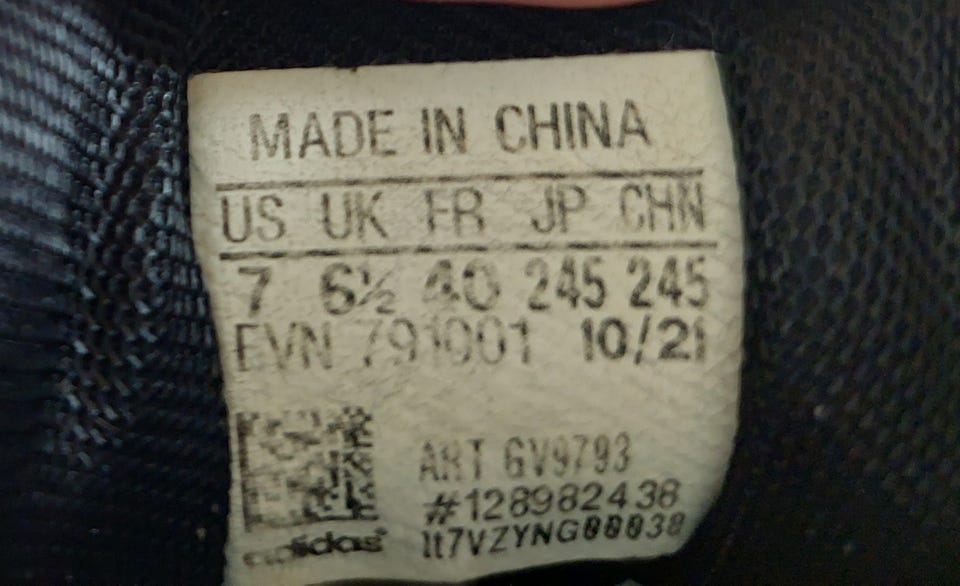 MADE IN CHINA
US UK FR JP CHN
7 6½ 40 245 245
EVN 791001 10/21
ART GV9793
#128982438
lt7VZYNG00038
adidas